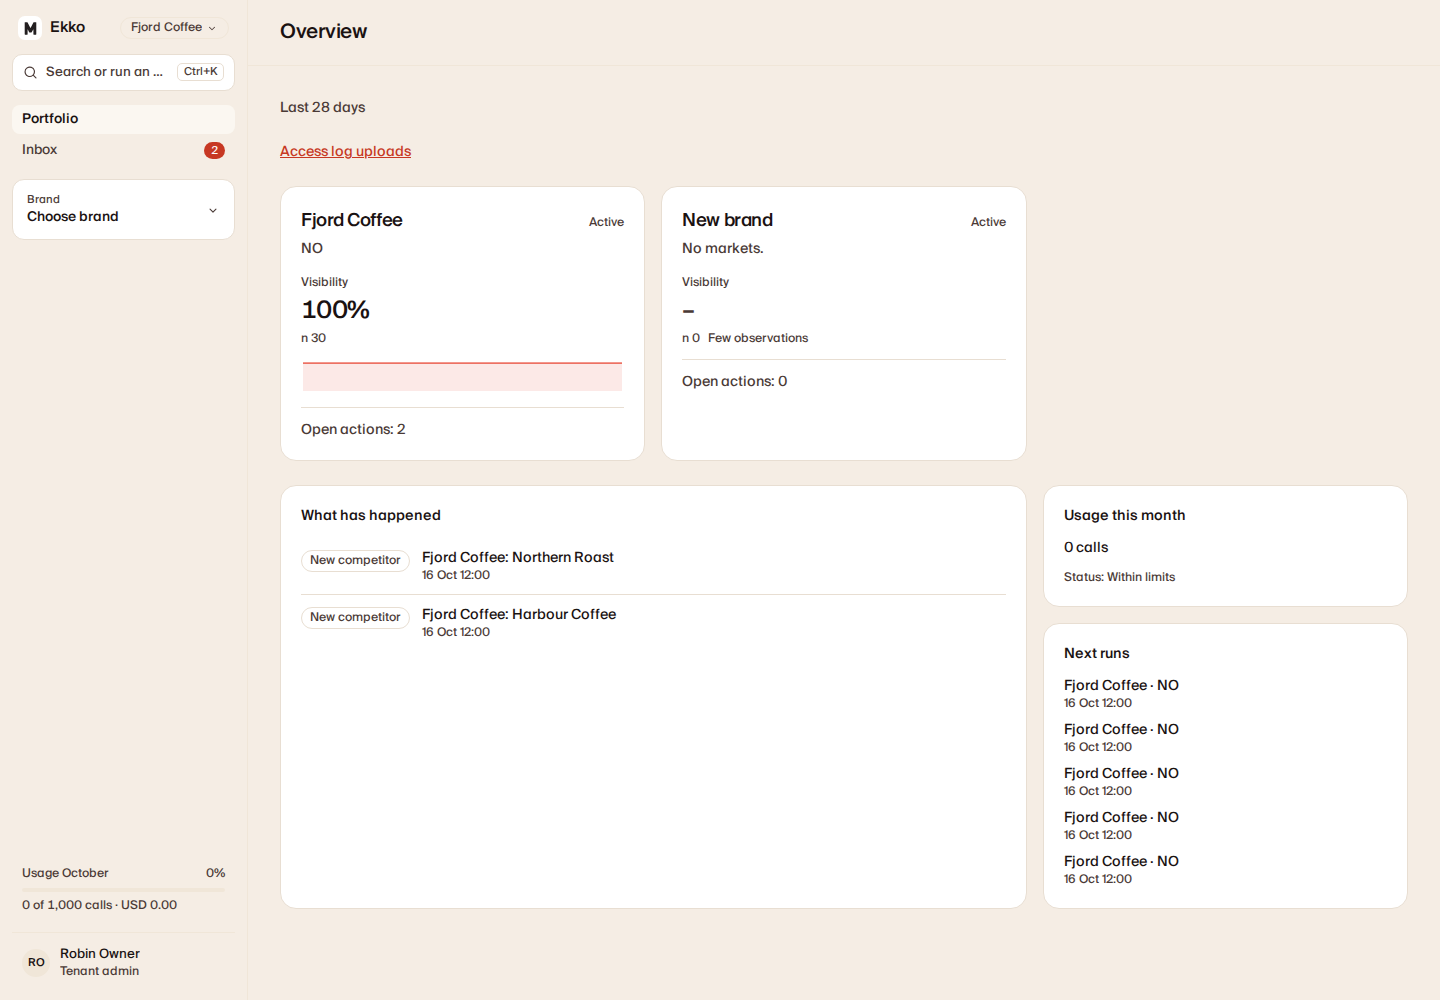 Ekko
Fjord Coffee
Search or run an ...
Ctrl+K
Portfolio
Inbox
2
Brand
Choose brand
Usage October
0%
0 of 1,000 calls · USD 0.00
RO
Robin Owner
Tenant admin
Overview
Last 28 days
Access log uploads
Fjord Coffee
Active
NO
Visibility
100%
n 30
Open actions: 2
New brand
Active
No markets.
Visibility
–
n 0 Few observations
Open actions: 0
What has happened
New competitor
Fjord Coffee: Northern Roast
16 Oct 12:00
New competitor
Fjord Coffee: Harbour Coffee
16 Oct 12:00
Usage this month
0 calls
Status: Within limits
Next runs
Fjord Coffee · NO
16 Oct 12:00
Fjord Coffee · NO
16 Oct 12:00
Fjord Coffee · NO
16 Oct 12:00
Fjord Coffee · NO
16 Oct 12:00
Fjord Coffee · NO
16 Oct 12:00